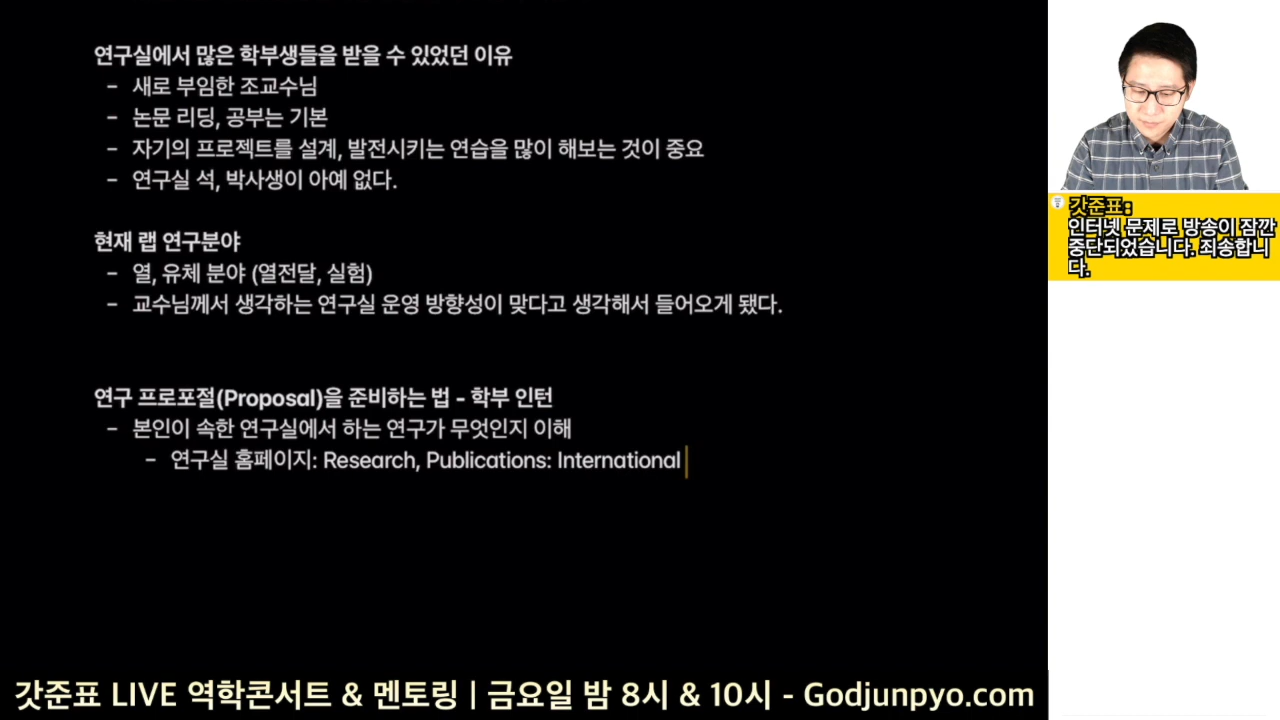 연구실에서 많은 학부생들을 받을 수 있었던 이유
- 새로 부임한 조교수님
- 논문 리딩, 공부는 기본
- 자기의 프로젝트를 설계, 발전시키는 연습을 많이 해보는 것이 중요
- 연구실 석, 박사생이 아예 없다.
현재 랩 연구분야
- 열, 유체 분야 (열전달, 실험)
- 교수님께서 생각하는 연구실 운영 방향성이 맞다고 생각해서 들어오게 됐다.
연구 프로포절(Proposal)을 준비하는 법 - 학부 인턴
- 본인이 속한 연구실에서 하는 연구가 무엇인지 이해
- 연구실 홈페이지: Research, Publications: International
갓준표:
인터넷 문제로 방송이 잠깐
중단되었습니다. 죄송합니
다.
갓준표 LIVE 역학콘서트 & 멘토링 | 금요일 밤 8시 & 10시 - Godjunpyo.com